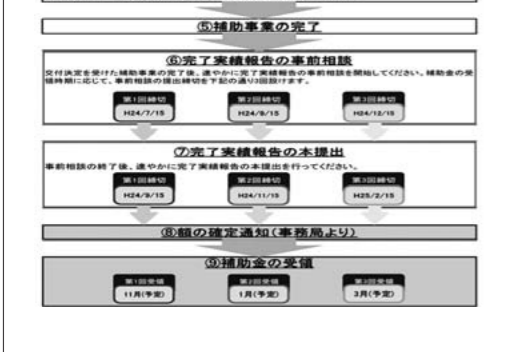 ⑤補助事業の完了
⑥完了実績報告の事前相談
交付決定を受けた補助事業の完了後、速やかに完了実績報告の事前相談を開始してください。補助金の受
領時期に応じて、事前相談の提出締切を下記の通り3回設けます。
第1回締切 第2回締切 第3回締切
H24/7/15 H24/9/15 H24/12/15
⑦完了実績報告の本提出
事前相談の終了後、速やかに完了実績報告の本提出を行ってください。
第1回締切 第2回締切 第3回締切
H24/9/15 H24/11/15 H25/2/15
⑧額の確定通知(事務局より)
⑨補助金の受領
第1回受領 第2回受領 第3回受領
11月(予定) 1月(予定) 3月(予定)